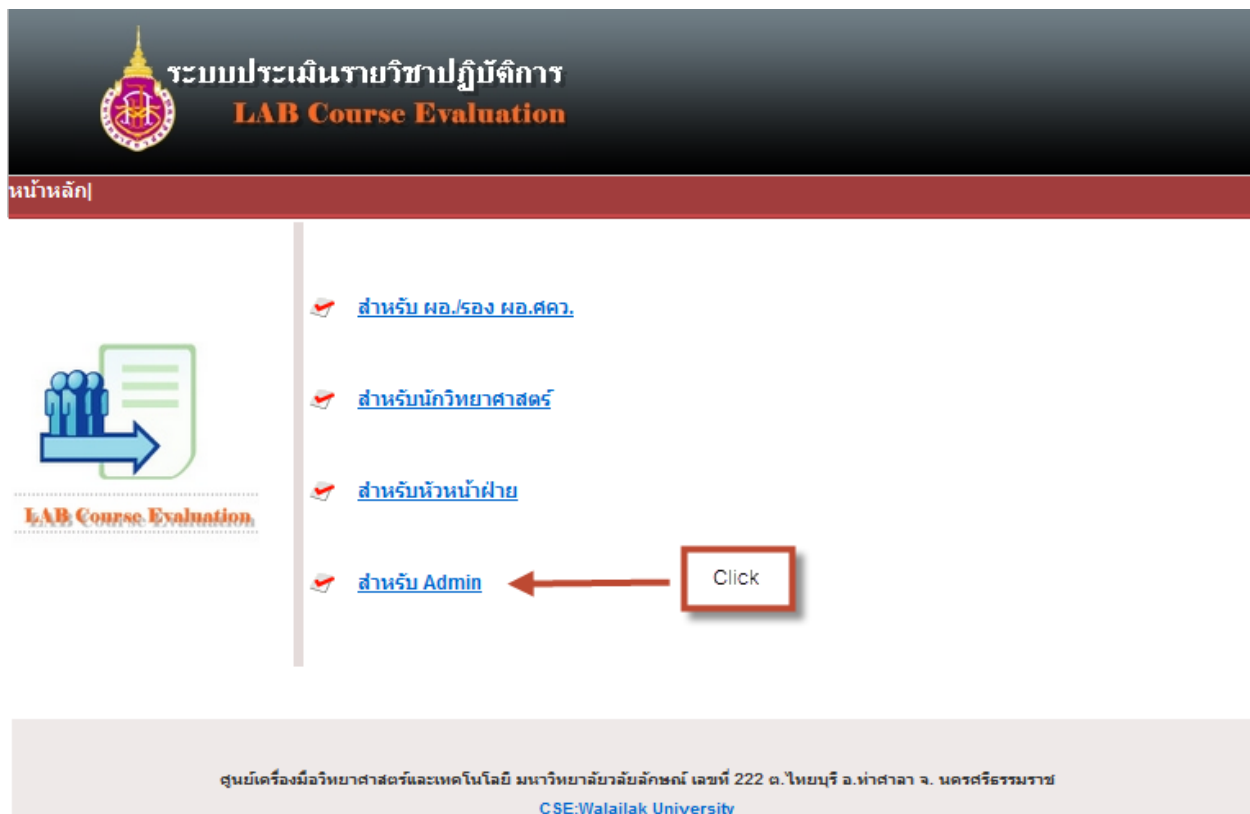 ระบบประเมินรายวิชาปฏิบัติการ
LAB Course Evaluation
หน้าหลัก|
สำหรับ ผอ./รอง ผอ.ศคว.
สำหรับนักวิทยาศาสตร์
สำหรับหัวหน้าฝ่าย
LAB Course Evaluation
สำหรับ Admin
Click
ศูนย์เครื่องมือวิทยาศาสตร์และเทคโนโลยี มหาวิทยาลัยวลัยลักษณ์ เลขที่ 222 ต.ไทยบุรี อ.ท่าศาลา จ. นครศรีธรรมราช
CSE:Walailak University